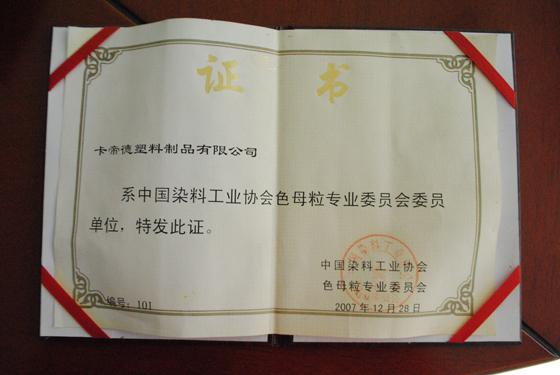 证书
卡帝德塑料制品有限公司
系中国染料工业协会色母粒专业委员会委员
单位，特发此证。
中国染料工业协会
色母粒专业委员会
2007年12月28日
编号：101